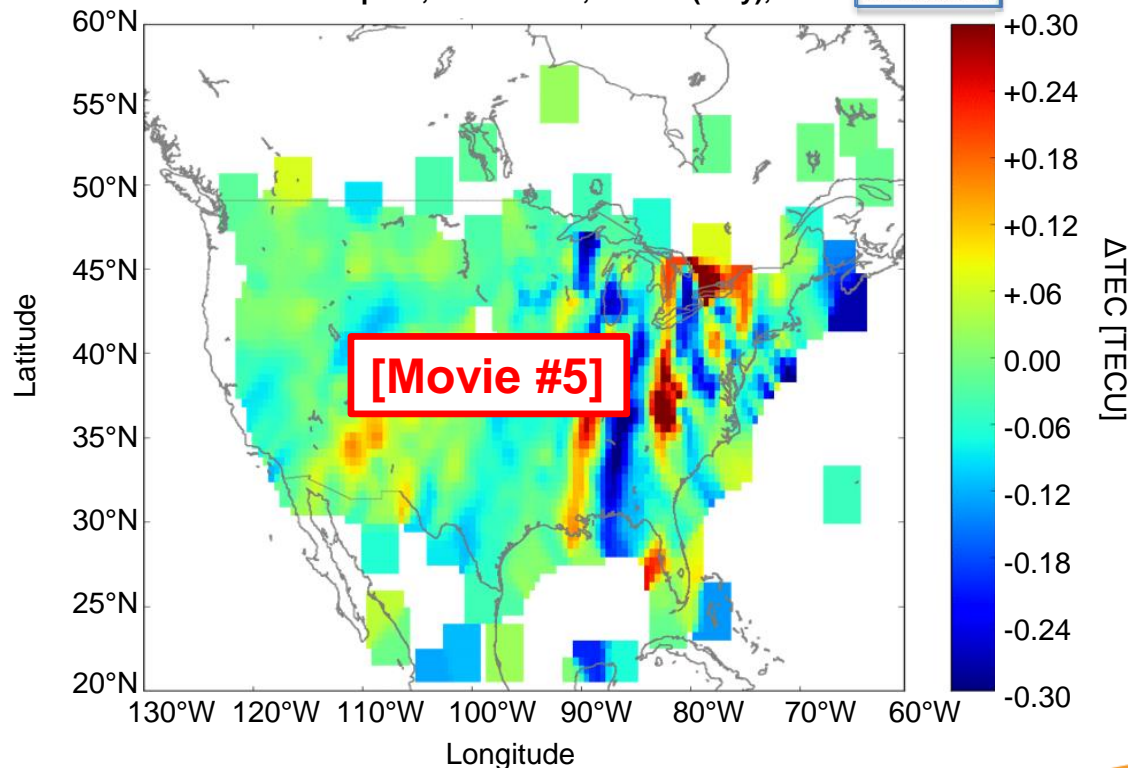 60°N
55°N
50°N
45°N
40°N
35°N
30°N
25°N
20°N
Latitude
[Movie #5]
130°W 120°W 110°W 100°W 90°W 80°W 70°W 60°W
Longitude
+0.30
+0.24
+0.18
+0.12
+.06
0.00
-0.06
-0.12
-0.18
-0.24
-0.30
ΔTEC [TECU]